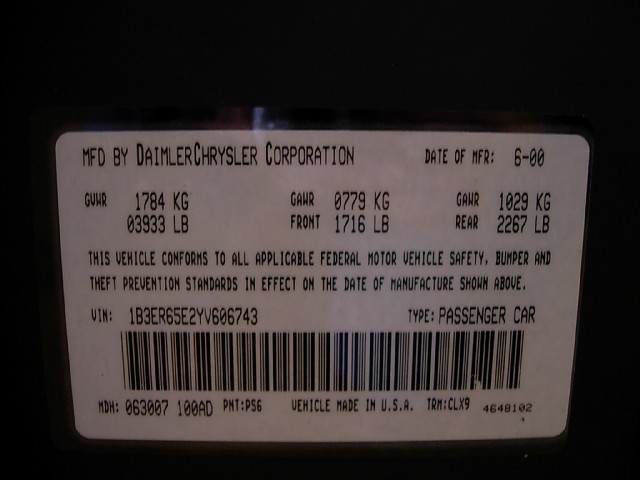 MFD BY DAIMLERCHRYSLER CORPORATION DATE OF MFR: 6-00
GVWR 1784 KG GAWR 0779 KG GAWR 1029 KG
03933 LB FRONT 1716 LB REAR 2267 LB
THIS VEHICLE CONFORMS TO ALL APPLICABLE FEDERAL MOTOR VEHICLE SAFETY, BUMPER AND
THEFT PREVENTION STANDARDS IN EFFECT ON THE DATE OF MANUFACTURE SHOWN ABOVE.
VIN: 1B3ER65E2YV606743 TYPE: PASSENGER CAR
MDH: 063007 100AD PNT:PS6 VEHICLE MADE IN U.S.A. TRM:CLX9 4648102